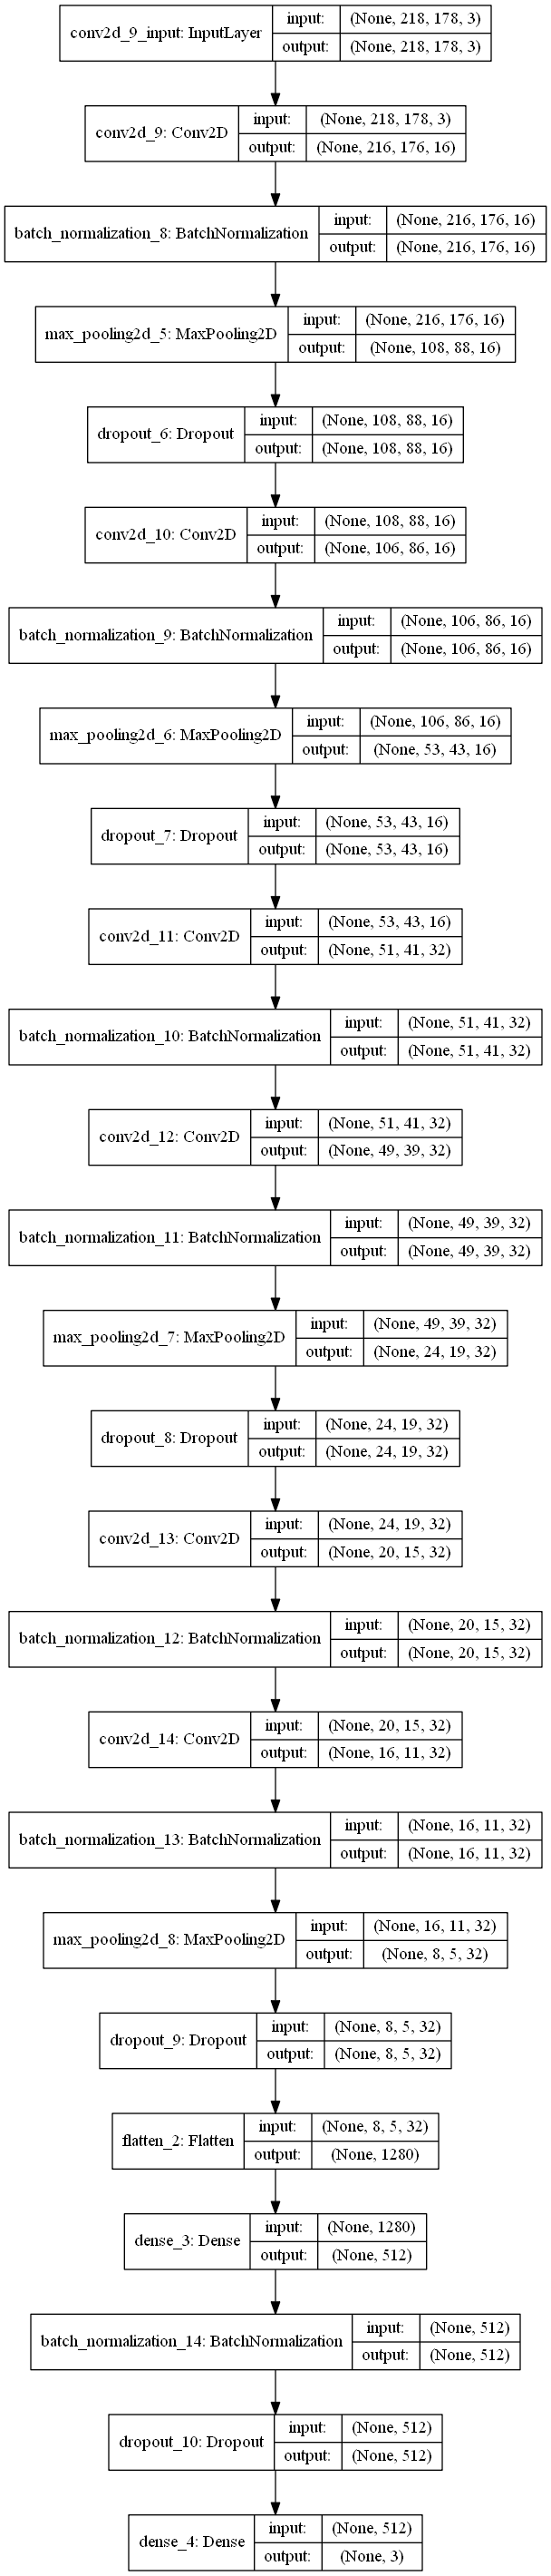 conv2d_9_input: InputLayer
input: (None, 218, 178, 3)
output: (None, 218, 178, 3)
conv2d_9: Conv2D
input: (None, 218, 178, 3)
output: (None, 216, 176, 16)
batch_normalization_8: BatchNormalization
input: (None, 216, 176, 16)
output: (None, 216, 176, 16)
max_pooling2d_5: MaxPooling2D
input: (None, 216, 176, 16)
output: (None, 108, 88, 16)
dropout_6: Dropout
input: (None, 108, 88, 16)
output: (None, 108, 88, 16)
conv2d_10: Conv2D
input: (None, 108, 88, 16)
output: (None, 106, 86, 16)
batch_normalization_9: BatchNormalization
input: (None, 106, 86, 16)
output: (None, 106, 86, 16)
max_pooling2d_6: MaxPooling2D
input: (None, 106, 86, 16)
output: (None, 53, 43, 16)
dropout_7: Dropout
input: (None, 53, 43, 16)
output: (None, 53, 43, 16)
conv2d_11: Conv2D
input: (None, 53, 43, 16)
output: (None, 51, 41, 32)
batch_normalization_10: BatchNormalization
input: (None, 51, 41, 32)
output: (None, 51, 41, 32)
conv2d_12: Conv2D
input: (None, 51, 41, 32)
output: (None, 49, 39, 32)
batch_normalization_11: BatchNormalization
input: (None, 49, 39, 32)
output: (None, 49, 39, 32)
max_pooling2d_7: MaxPooling2D
input: (None, 49, 39, 32)
output: (None, 24, 19, 32)
dropout_8: Dropout
input: (None, 24, 19, 32)
output: (None, 24, 19, 32)
conv2d_13: Conv2D
input: (None, 24, 19, 32)
output: (None, 20, 15, 32)
batch_normalization_12: BatchNormalization
input: (None, 20, 15, 32)
output: (None, 20, 15, 32)
conv2d_14: Conv2D
input: (None, 20, 15, 32)
output: (None, 16, 11, 32)
batch_normalization_13: BatchNormalization
input: (None, 16, 11, 32)
output: (None, 16, 11, 32)
max_pooling2d_8: MaxPooling2D
input: (None, 16, 11, 32)
output: (None, 8, 5, 32)
dropout_9: Dropout
input: (None, 8, 5, 32)
output: (None, 8, 5, 32)
flatten_2: Flatten
input: (None, 8, 5, 32)
output: (None, 1280)
dense_3: Dense
input: (None, 1280)
output: (None, 512)
batch_normalization_14: BatchNormalization
input: (None, 512)
output: (None, 512)
dropout_10: Dropout
input: (None, 512)
output: (None, 512)
dense_4: Dense
input: (None, 512)
output: (None, 3)